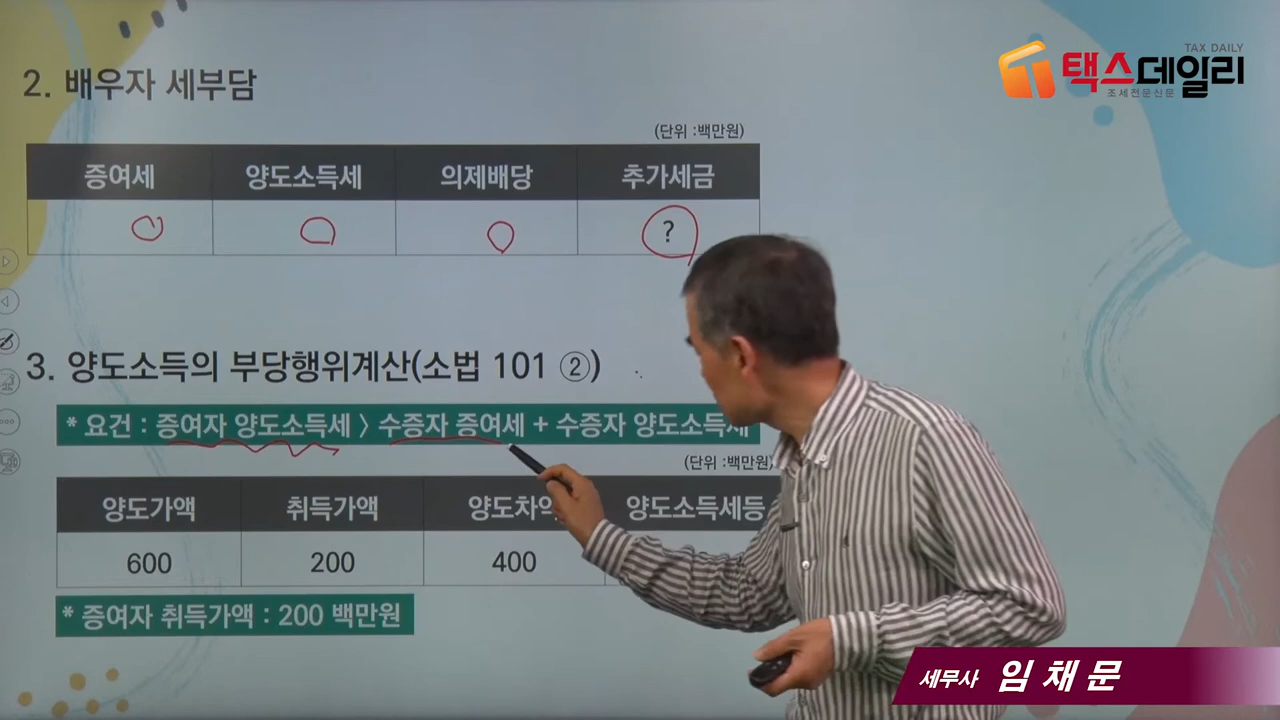 TAX DAILY
택스데일리
조세전문신문
2. 배우자 세부담
(단위 :백만원)
증여세 양도소득세 의제배당 추가세금
?
3. 양도소득의 부당행위계산(소법 101 ②)
* 요건 : 증여자 양도소득세 > 수증자 증여세 + 수증자 양도소득세
(단위 :백만원)
양도가액 취득가액 양도차익 양도소득세등
600 200 400
* 증여자 취득가액 : 200 백만원
세무사 임채문